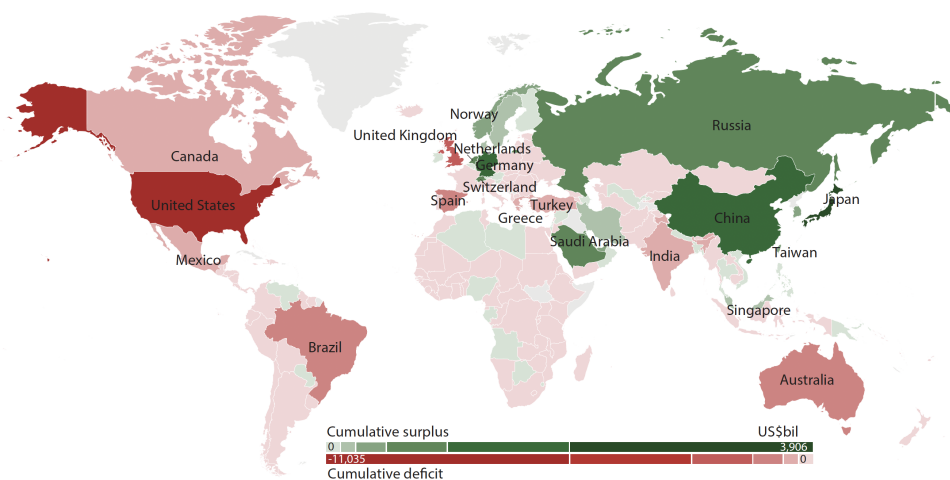 Norway
Russia
United Kingdom
Netherlands
Canada
Germany
Switzerland
Spain
Turkey
Japan
United States
Greece
China
Saudi Arabia
Taiwan
Mexico
India
Singapore
Brazil
Australia
Cumulative surplus US$bil
0 3,906
-11,035 0
Cumulative deficit